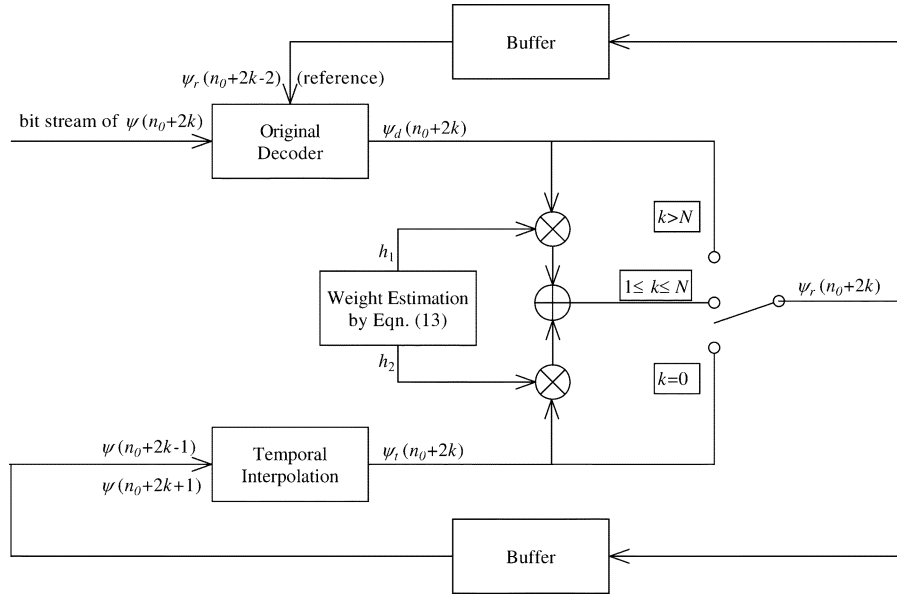 Buffer
ψr(n0+2k-2) (reference)
bit stream of ψ(n0+2k)
Original
Decoder
ψd(n0+2k)
k>N
h1
Weight Estimation
by Eqn. (13)
1≤ k≤ N
ψr(n0+2k)
h2
k=0
ψ(n0+2k-1)
ψ(n0+2k+1)
Temporal
Interpolation
ψt(n0+2k)
Buffer